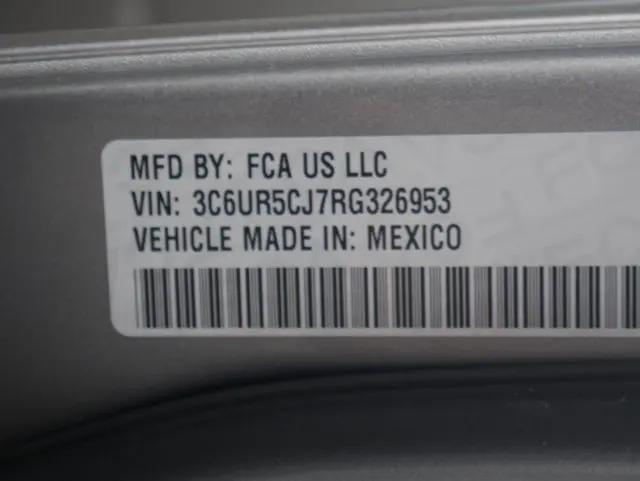 MFD BY: FCA US LLC
VIN: 3C6UR5CJ7RG326953
VEHICLE MADE IN: MEXICO